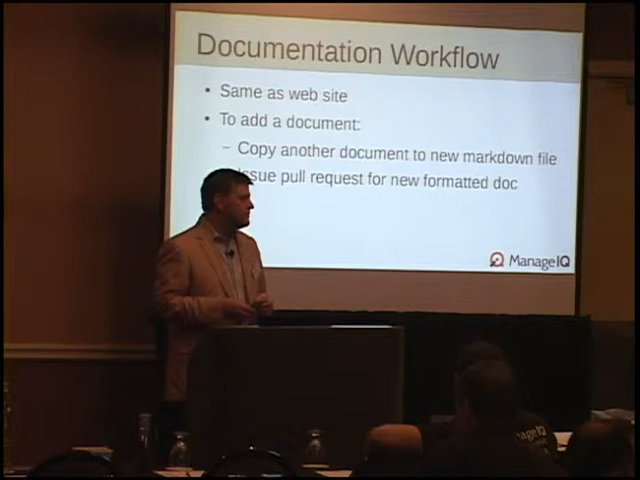 Documentation Workflow
• Same as web site
• To add a document:
– Copy another document to new markdown file
Issue pull request for new formatted doc
ManageIQ
ManageIQ